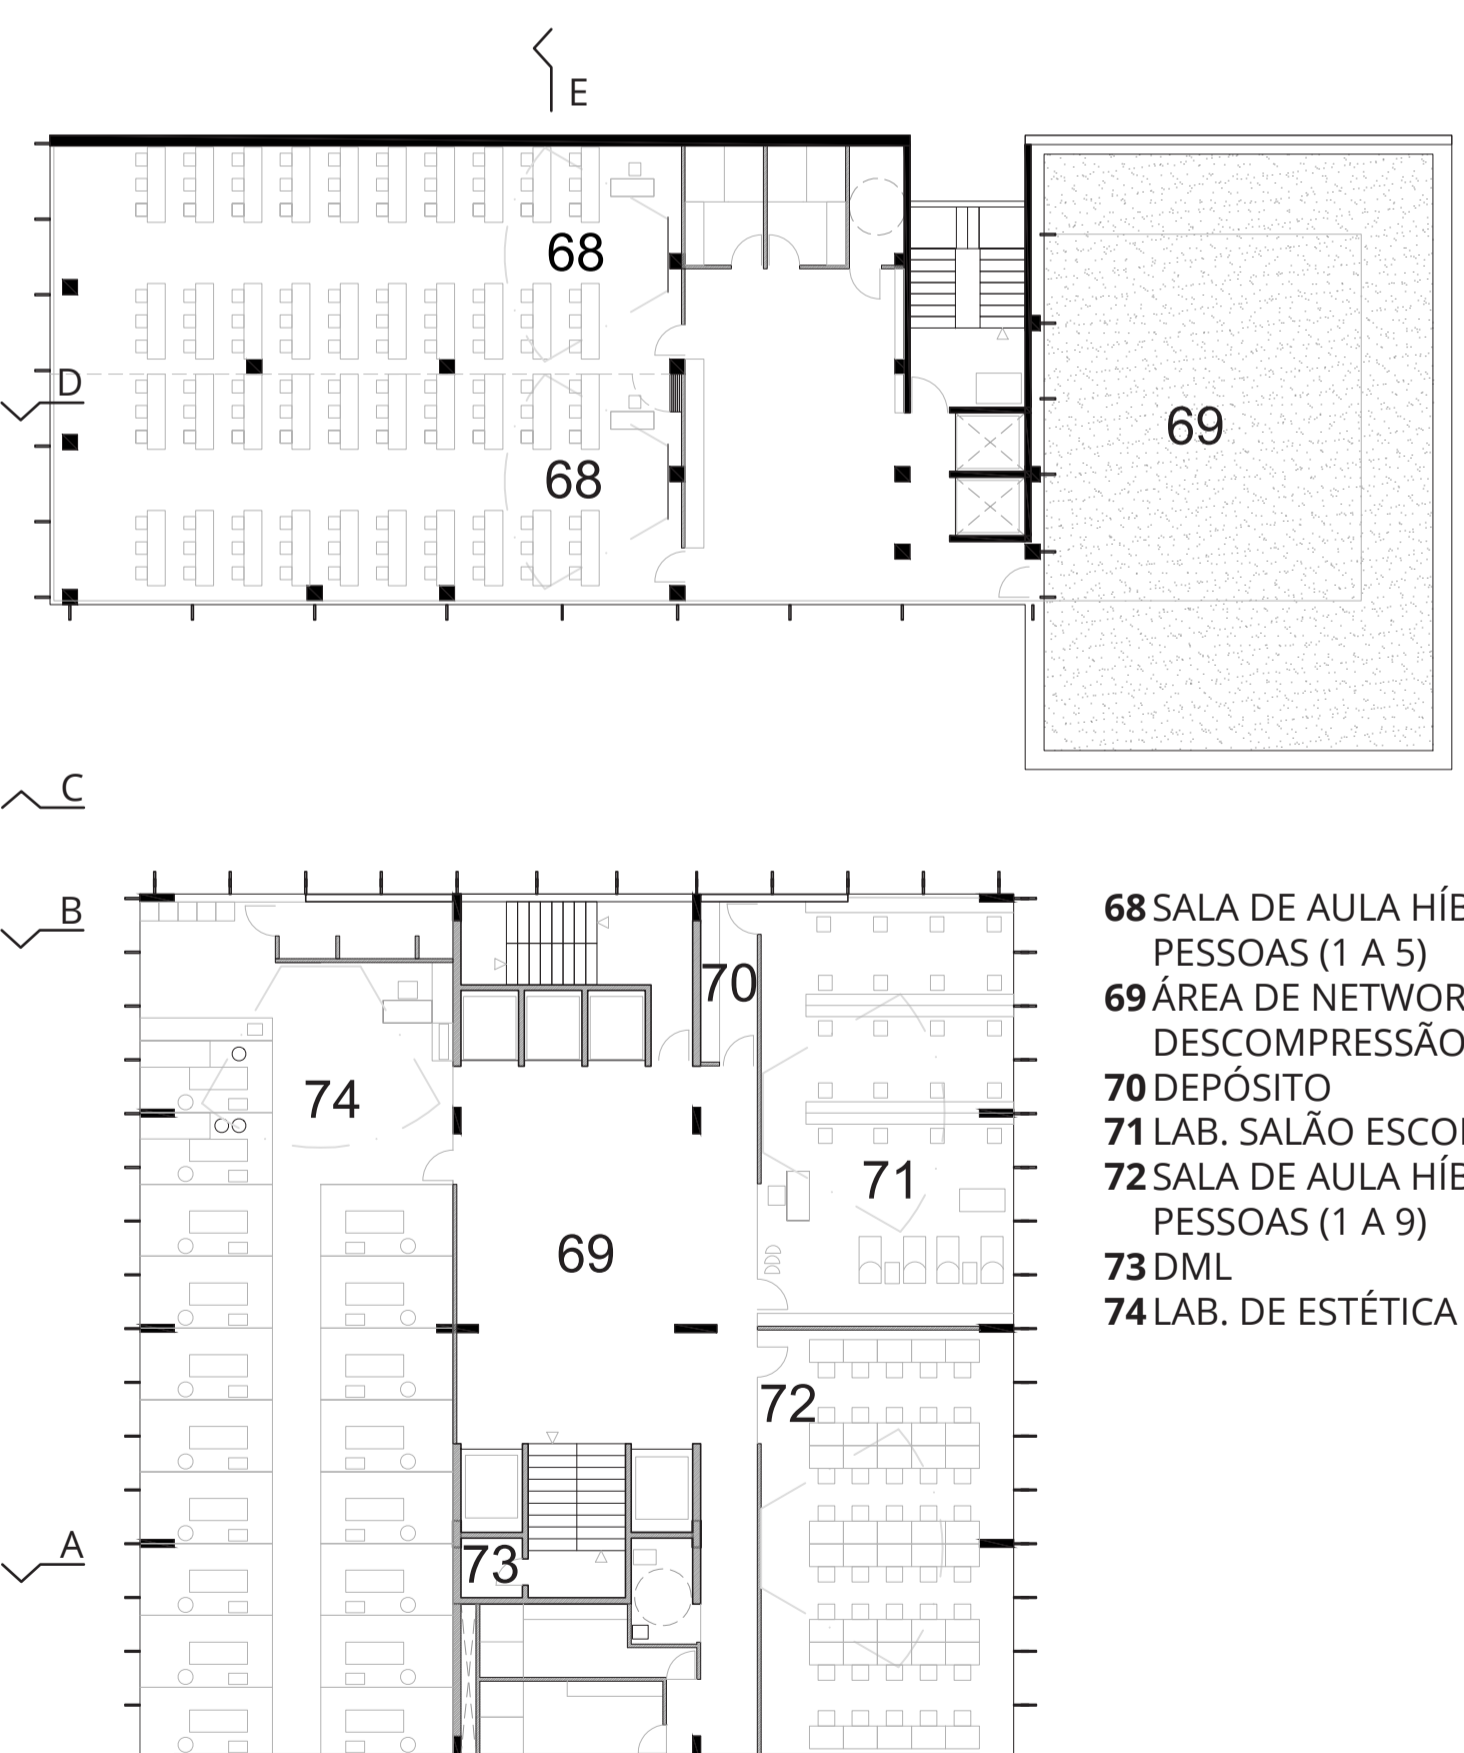 E
68
D
69
68
C
B
70
74
71
69
72
A
73
68 SALA DE AULA HÍB
PESSOAS (1 A 5)
69 ÁREA DE NETWOR
DESCOMPRESSÃO
70 DEPÓSITO
71 LAB. SALÃO ESCO
72 SALA DE AULA HÍB
PESSOAS (1 A 9)
73 DML
74 LAB. DE ESTÉTICA